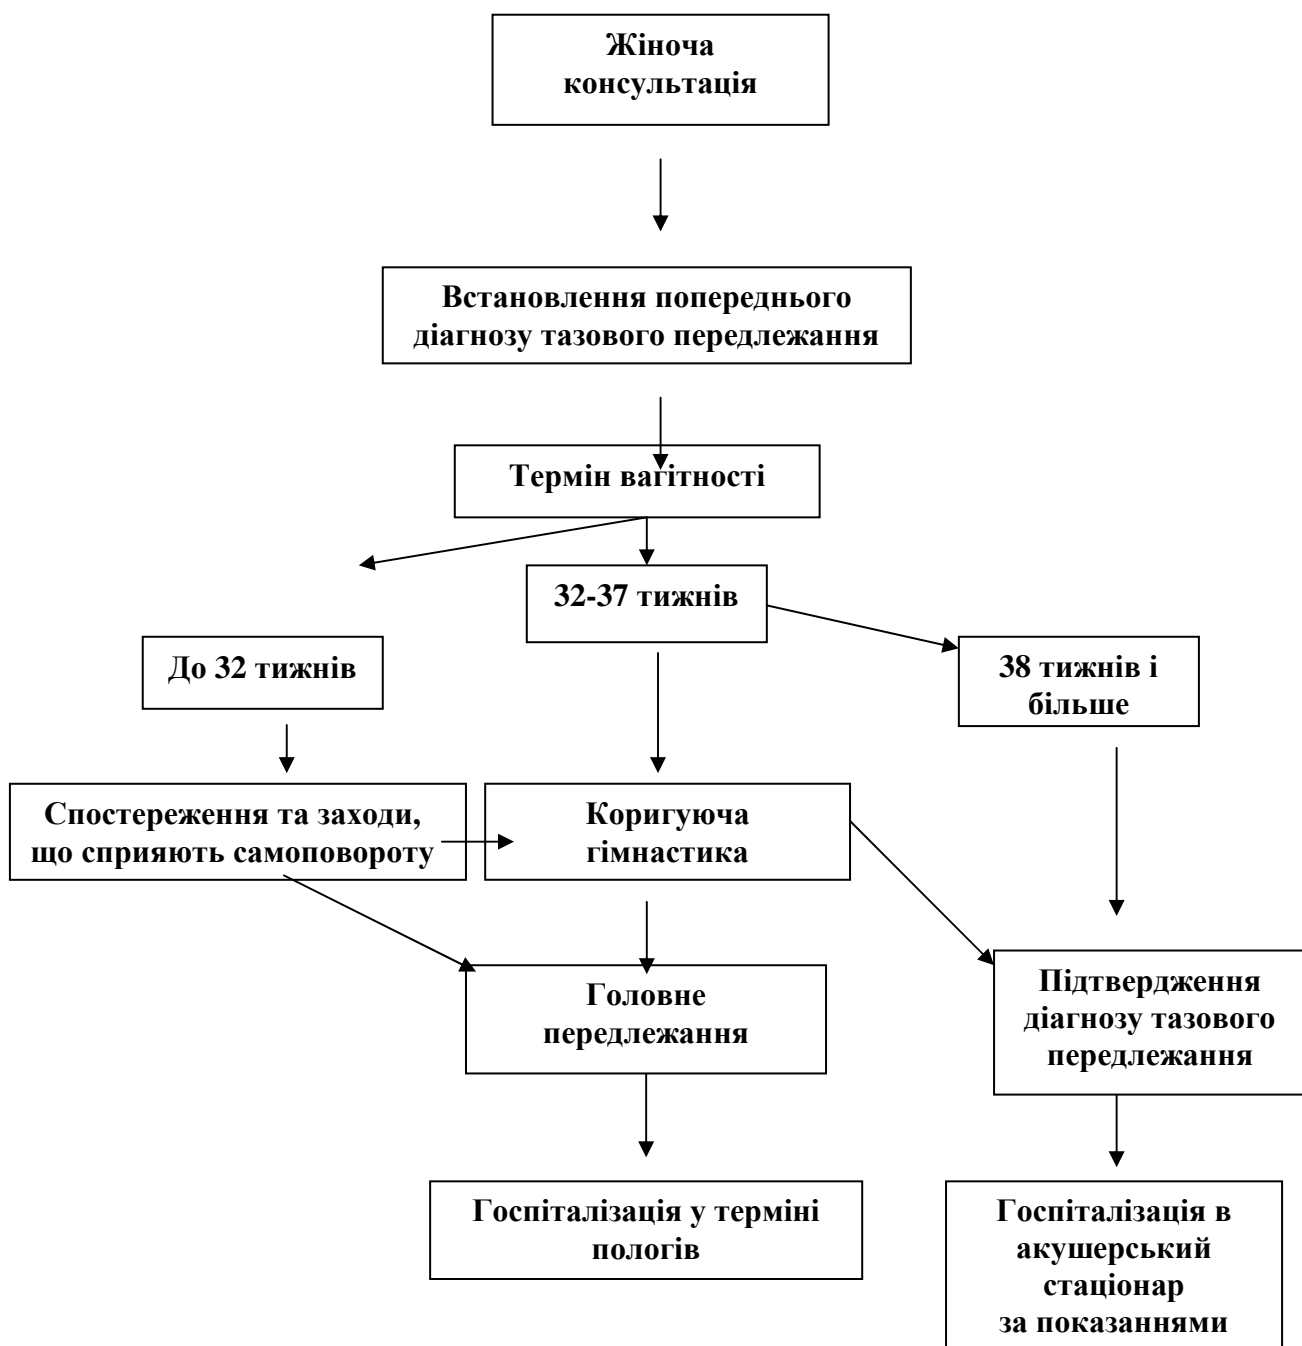 Жіноча
консультація
Встановлення попереднього
діагнозу тазового передлежання
Термін вагітності
32-37 тижнів
До 32 тижнів
38 тижнів і
більше
Спостереження та заходи,
що сприяють самоповороту
Коригуюча
гімнастика
Головне
передлежання
Підтвердження
діагнозу тазового
передлежання
Госпіталізація у терміні
пологів
Госпіталізація в
акушерський
стаціонар
за показаннями